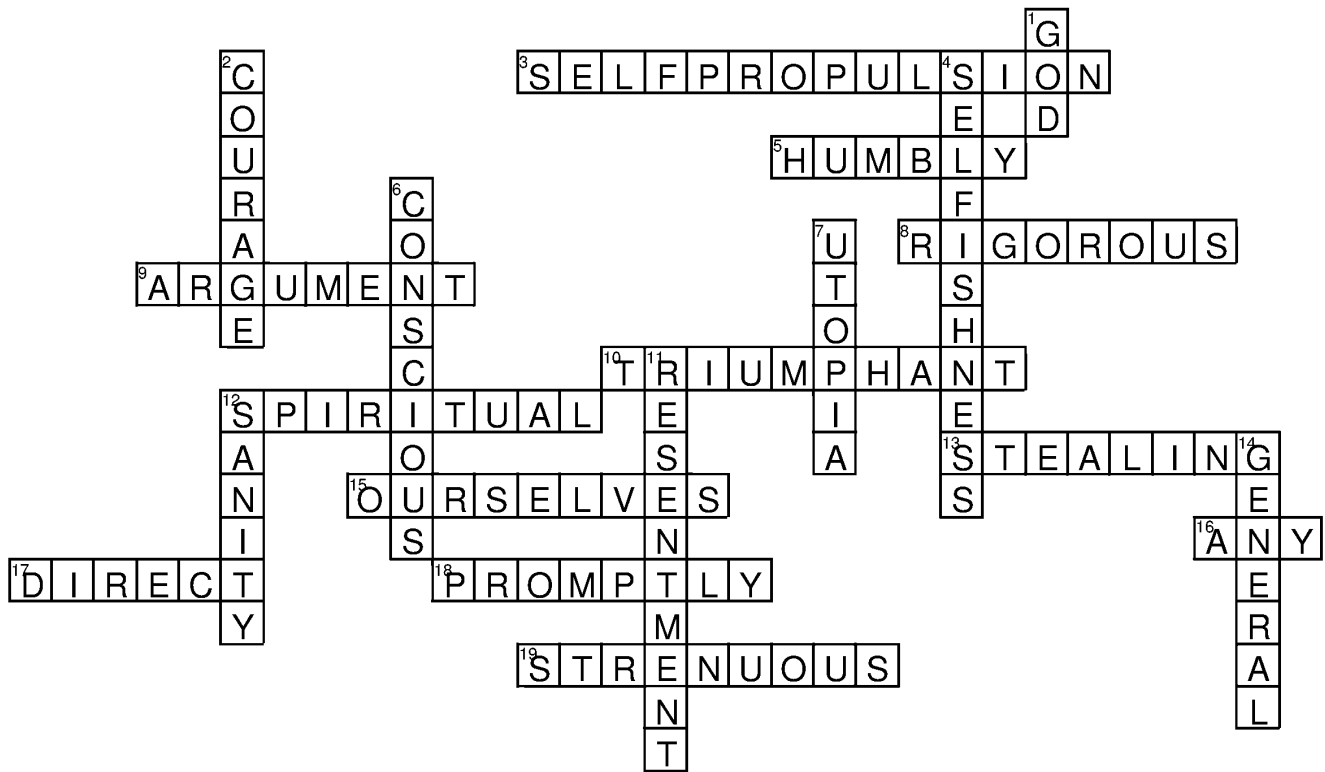 1 GOD
2 COURAGE
3 SELFPROPULSION
4 SELFISHNESS
5 HUMBLY
6 CONSCIOUS
7 UTOPIA
8 RIGOROUS
9 ARGUMENT
10 TRIUMPHANT
11 RESENTMENT
12 SPIRITUAL
SANITY
13 STEALING
14 GENERAL
15 OURSELVES
16 ANY
17 DIRECT
18 PROMPTLY
19 STRENUOUS